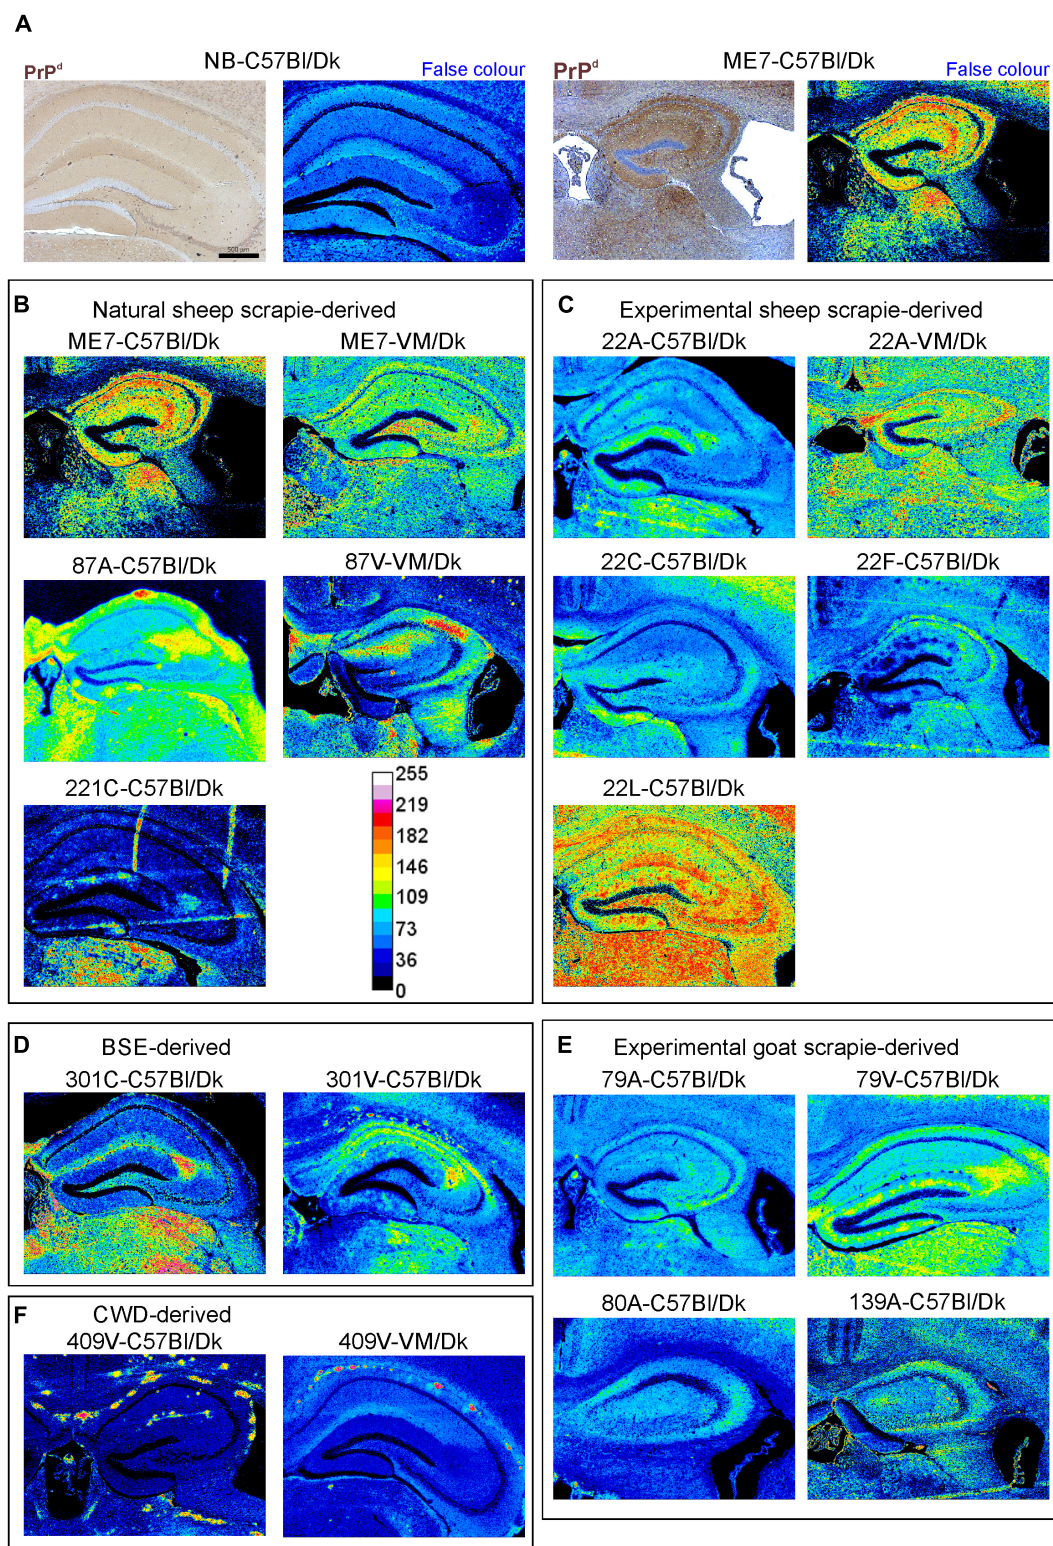 A
NB-C57Bl/Dk
ME7-C57Bl/Dk
PrPᵈ
False colour
PrPᵈ
False colour
500 µm
B
Natural sheep scrapie-derived
ME7-C57Bl/Dk
ME7-VM/Dk
87A-C57Bl/Dk
87V-VM/Dk
221C-C57Bl/Dk
255
219
182
146
109
73
36
0
C
Experimental sheep scrapie-derived
22A-C57Bl/Dk
22A-VM/Dk
22C-C57Bl/Dk
22F-C57Bl/Dk
22L-C57Bl/Dk
D
BSE-derived
301C-C57Bl/Dk
301V-C57Bl/Dk
E
Experimental goat scrapie-derived
79A-C57Bl/Dk
79V-C57Bl/Dk
80A-C57Bl/Dk
139A-C57Bl/Dk
F
CWD-derived
409V-C57Bl/Dk
409V-VM/Dk